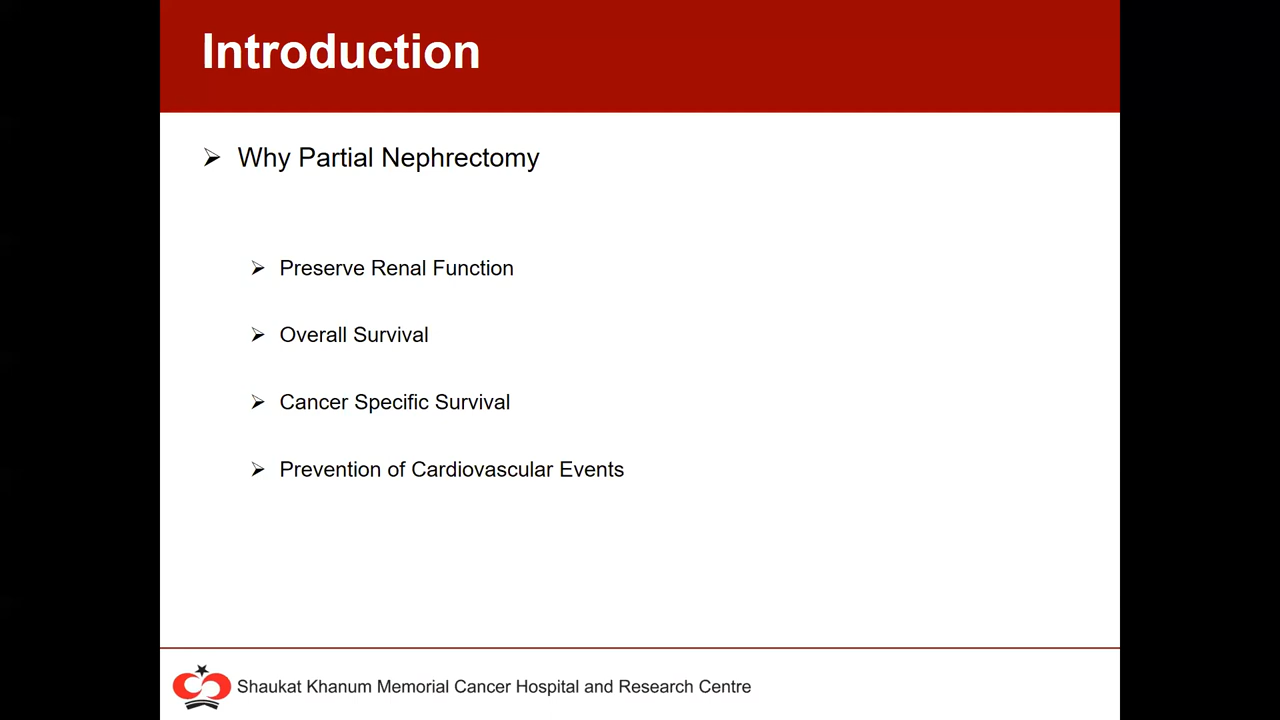 Introduction
Why Partial Nephrectomy
Preserve Renal Function
Overall Survival
Cancer Specific Survival
Prevention of Cardiovascular Events
Shaukat Khanum Memorial Cancer Hospital and Research Centre